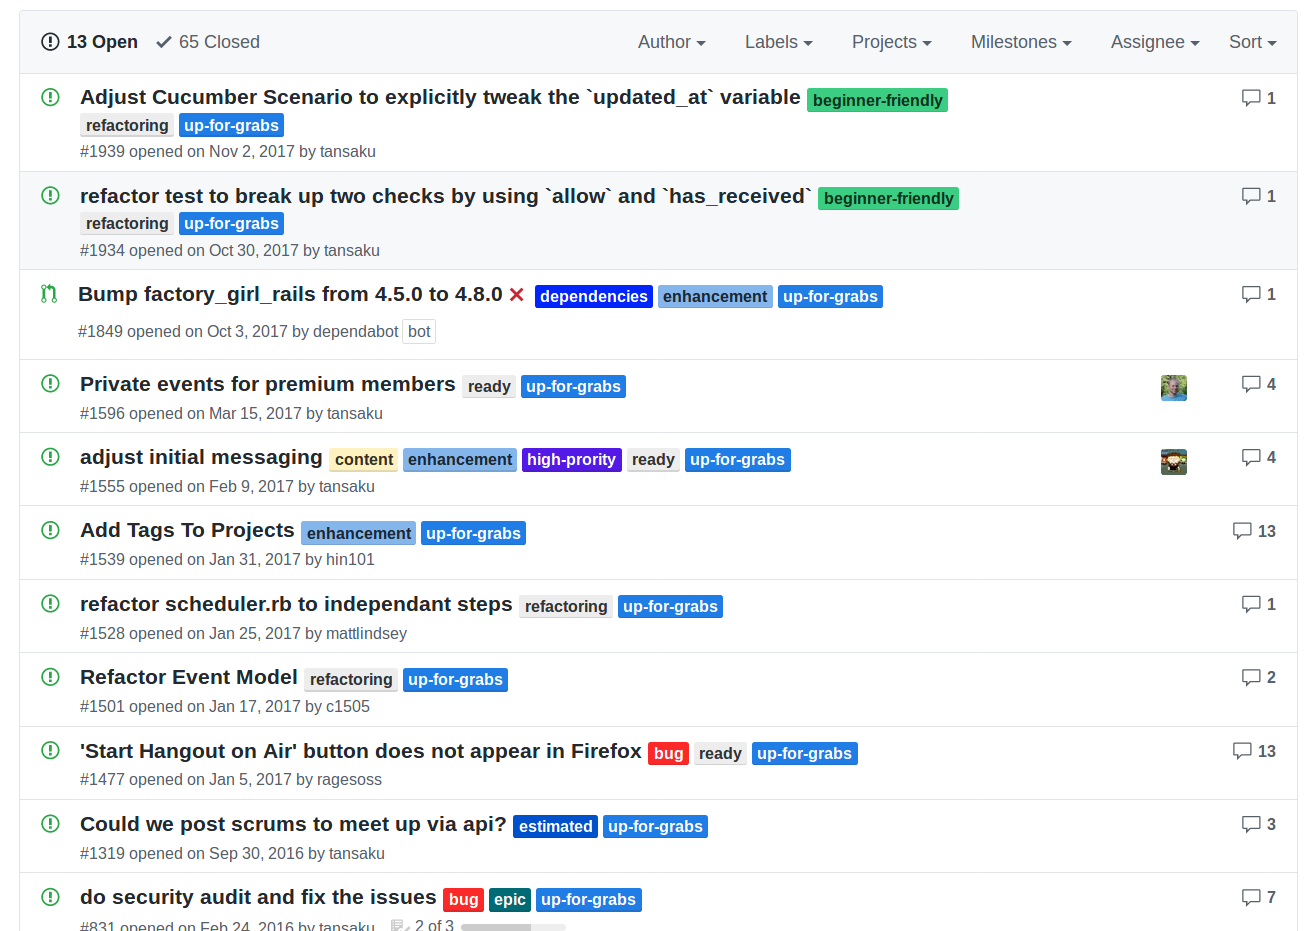 13 Open 65 Closed Author Labels Projects Milestones Assignee Sort
Adjust Cucumber Scenario to explicitly tweak the `updated_at` variable beginner-friendly 1
refactoring up-for-grabs
#1939 opened on Nov 2, 2017 by tansaku
refactor test to break up two checks by using `allow` and `has_received` beginner-friendly 1
refactoring up-for-grabs
#1934 opened on Oct 30, 2017 by tansaku
Bump factory_girl_rails from 4.5.0 to 4.8.0 dependencies enhancement up-for-grabs 1
#1849 opened on Oct 3, 2017 by dependabot bot
Private events for premium members ready up-for-grabs 4
#1596 opened on Mar 15, 2017 by tansaku
adjust initial messaging content enhancement high-prority ready up-for-grabs 4
#1555 opened on Feb 9, 2017 by tansaku
Add Tags To Projects enhancement up-for-grabs 13
#1539 opened on Jan 31, 2017 by hin101
refactor scheduler.rb to independant steps refactoring up-for-grabs 1
#1528 opened on Jan 25, 2017 by mattlindsey
Refactor Event Model refactoring up-for-grabs 2
#1501 opened on Jan 17, 2017 by c1505
'Start Hangout on Air' button does not appear in Firefox bug ready up-for-grabs 13
#1477 opened on Jan 5, 2017 by ragesoss
Could we post scrums to meet up via api? estimated up-for-grabs 3
#1319 opened on Sep 30, 2016 by tansaku
do security audit and fix the issues bug epic up-for-grabs 7
#831 opened on Feb 24, 2016 by tansaku 2 of 3